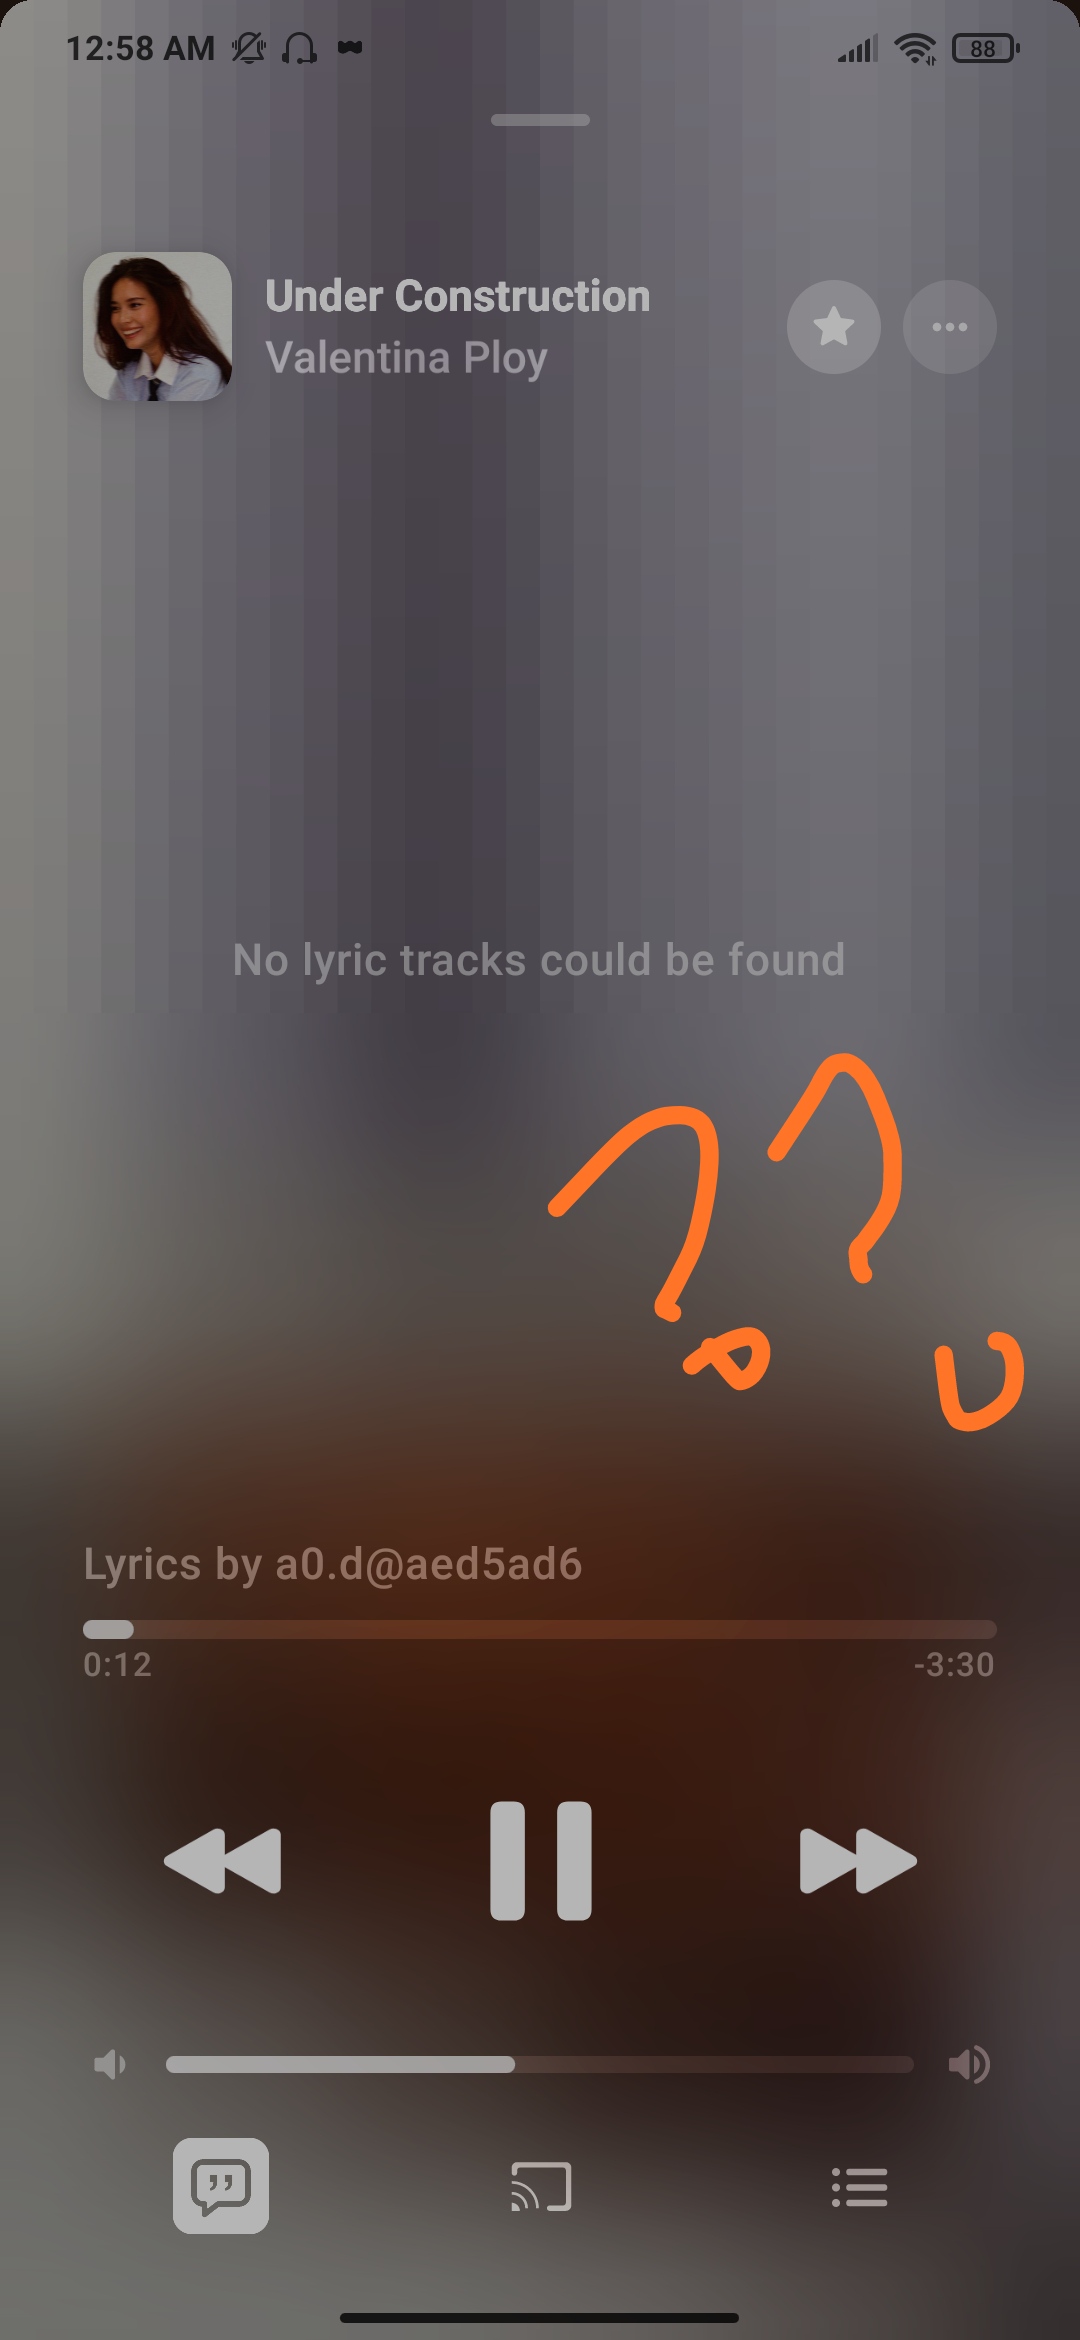 12:58 AM
88
Under Construction
Valentina Ploy
No lyric tracks could be found
??
Lyrics by a0.d@aed5ad6
0:12
-3:30